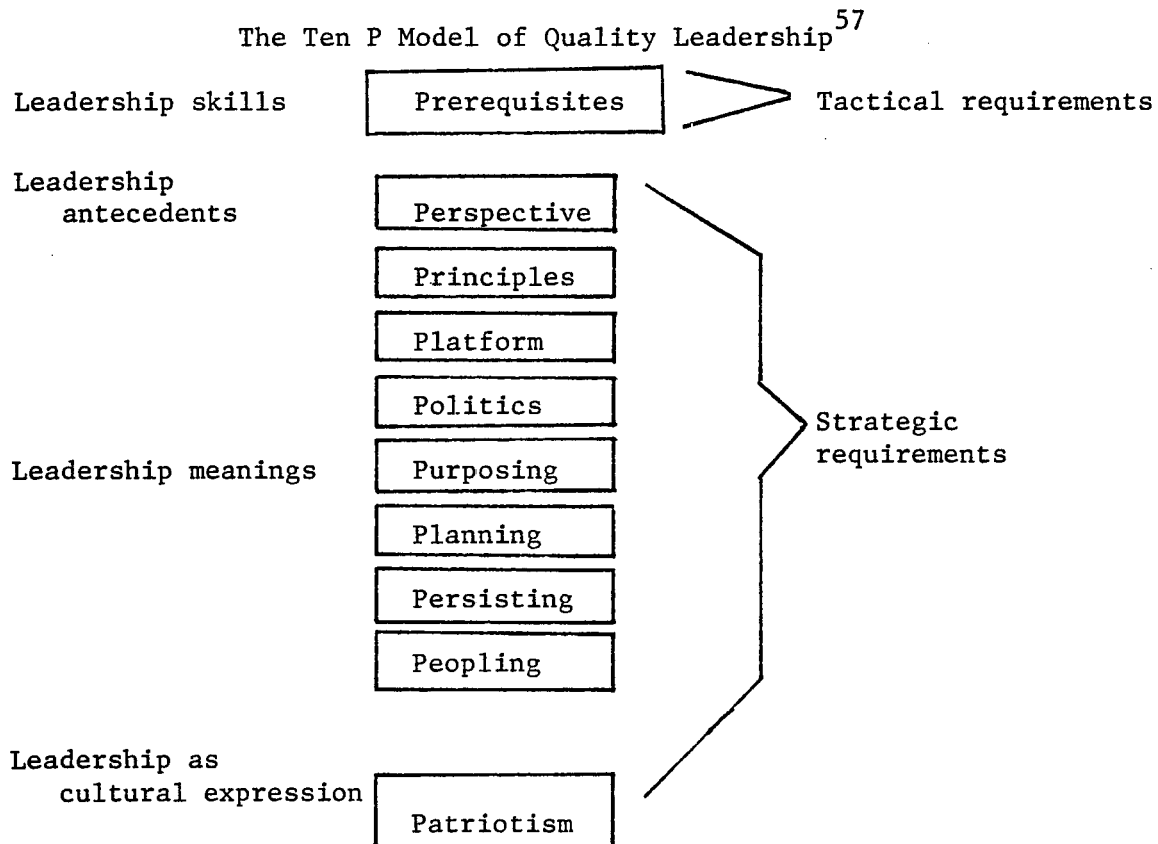 The Ten P Model of Quality Leadership57
Leadership skills
Prerequisites
Tactical requirements
Leadership
antecedents
Perspective
Principles
Platform
Politics
Strategic
requirements
Leadership meanings
Purposing
Planning
Persisting
Peopling
Leadership as
cultural expression
Patriotism